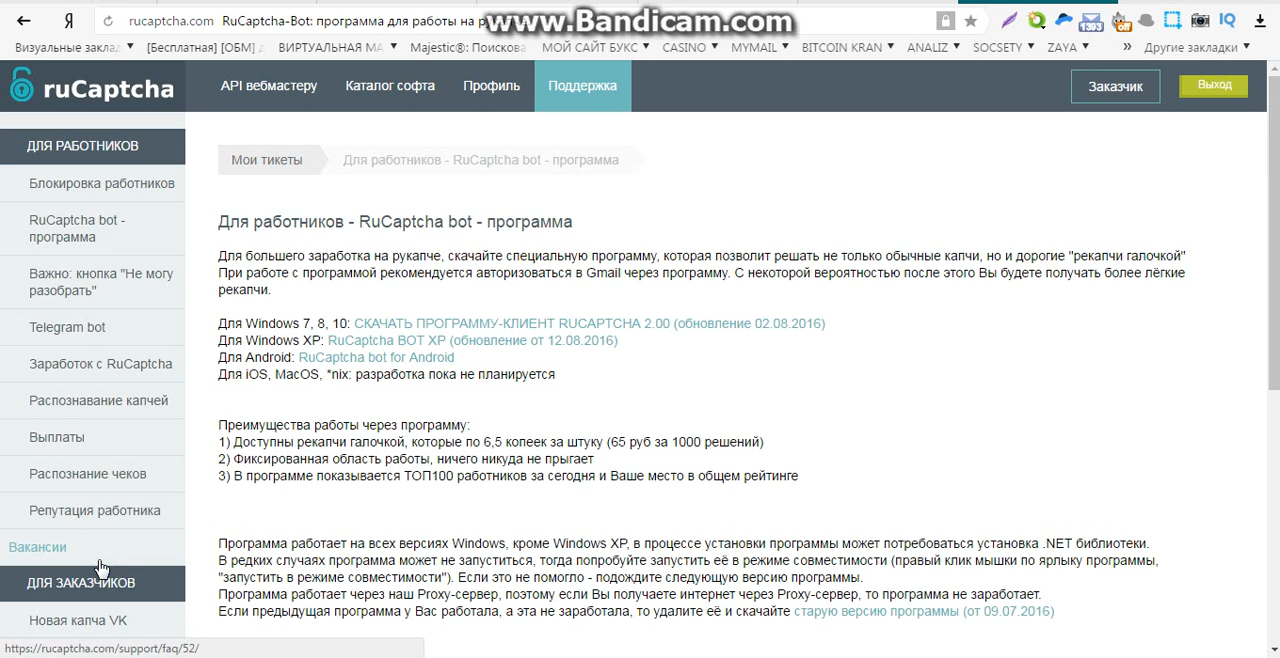 rucaptcha.com RuCaptcha-Bot: программа для работы на
www.Bandicam.com
Визуальные заклад
[Бесплатная] [ОБМ]
ВИРТУАЛЬНАЯ МА
Majestic®: Поискова
МОЙ САЙТ БУКС
CASINO
MYMAIL
BITCOIN KRAN
ANALIZ
SOCSETY
ZAYA
» Другие закладки
ruCaptcha
API вебмастеру
Каталог софта
Профиль
Поддержка
Заказчик
Выход
ДЛЯ РАБОТНИКОВ
Блокировка работников
RuCaptcha bot -
программа
Важно: кнопка "Не могу
разобрать"
Telegram bot
Заработок с RuCaptcha
Распознавание капчей
Выплаты
Распознание чеков
Репутация работника
Вакансии
ДЛЯ ЗАКАЗЧИКОВ
Новая капча VK
https://rucaptcha.com/support/faq/52/
Мои тикеты
Для работников - RuCaptcha bot - программа
Для работников - RuCaptcha bot - программа
Для большего заработка на рукапче, скачайте специальную программу, которая позволит решать не только обычные капчи, но и дорогие "рекапчи галочкой"
При работе с программой рекомендуется авторизоваться в Gmail через программу. С некоторой вероятностью после этого Вы будете получать более лёгкие
рекапчи.
Для Windows 7, 8, 10: СКАЧАТЬ ПРОГРАММУ-КЛИЕНТ RUCAPTCHA 2.00 (обновление 02.08.2016)
Для Windows XP: RuCaptcha BOT XP (обновление от 12.08.2016)
Для Android: RuCaptcha bot for Android
Для iOS, MacOS, *nix: разработка пока не планируется
Преимущества работы через программу:
1) Доступны рекапчи галочкой, которые по 6,5 копеек за штуку (65 руб за 1000 решений)
2) Фиксированная область работы, ничего никуда не прыгает
3) В программе показывается ТОП100 работников за сегодня и Ваше место в общем рейтинге
Программа работает на всех версиях Windows, кроме Windows XP, в процессе установки программы может потребоваться установка .NET библиотеки.
В редких случаях программа может не запуститься, тогда попробуйте запустить её в режиме совместимости (правый клик мышки по ярлыку программы,
"запустить в режиме совместимости"). Если это не помогло - подождите следующую версию программы.
Программа работает через наш Proxy-сервер, поэтому если Вы получаете интернет через Proxy-сервер, то программа не заработает.
Если предыдущая программа у Вас работала, а эта не заработала, то удалите её и скачайте старую версию программы (от 09.07.2016)